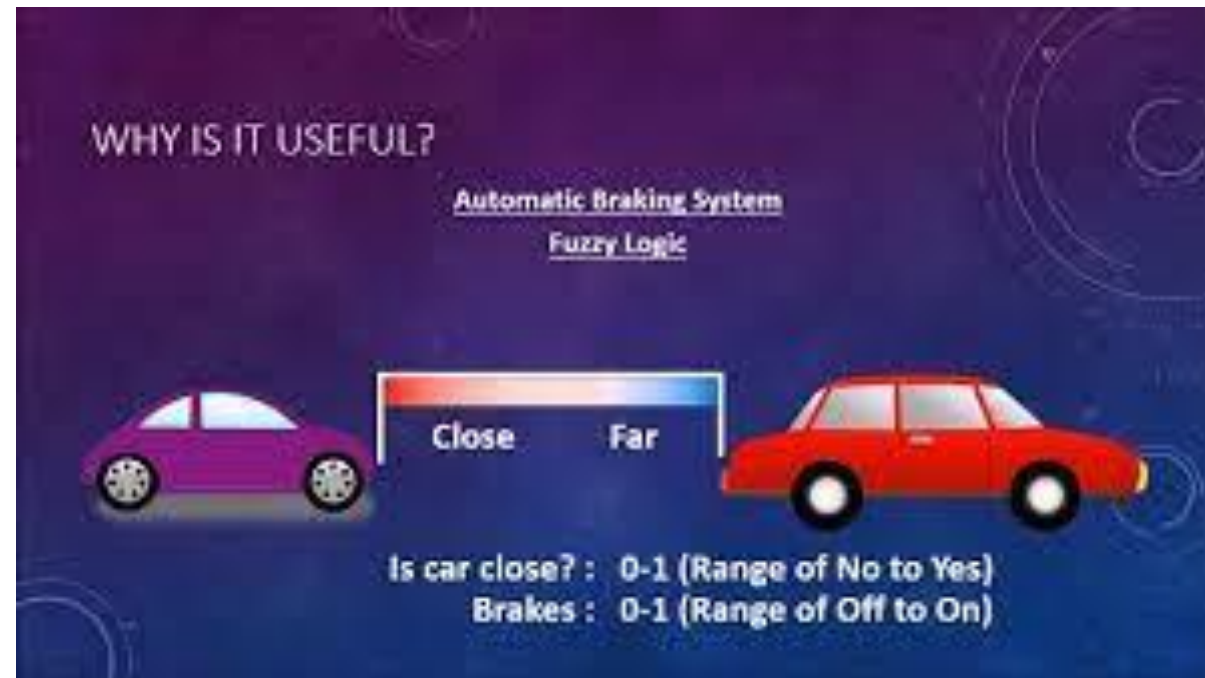 WHY IS IT USEFUL?
Automatic Braking System
Fuzzy Logic
Close Far
Is car close? : 0-1 (Range of No to Yes)
Brakes : 0-1 (Range of Off to On)